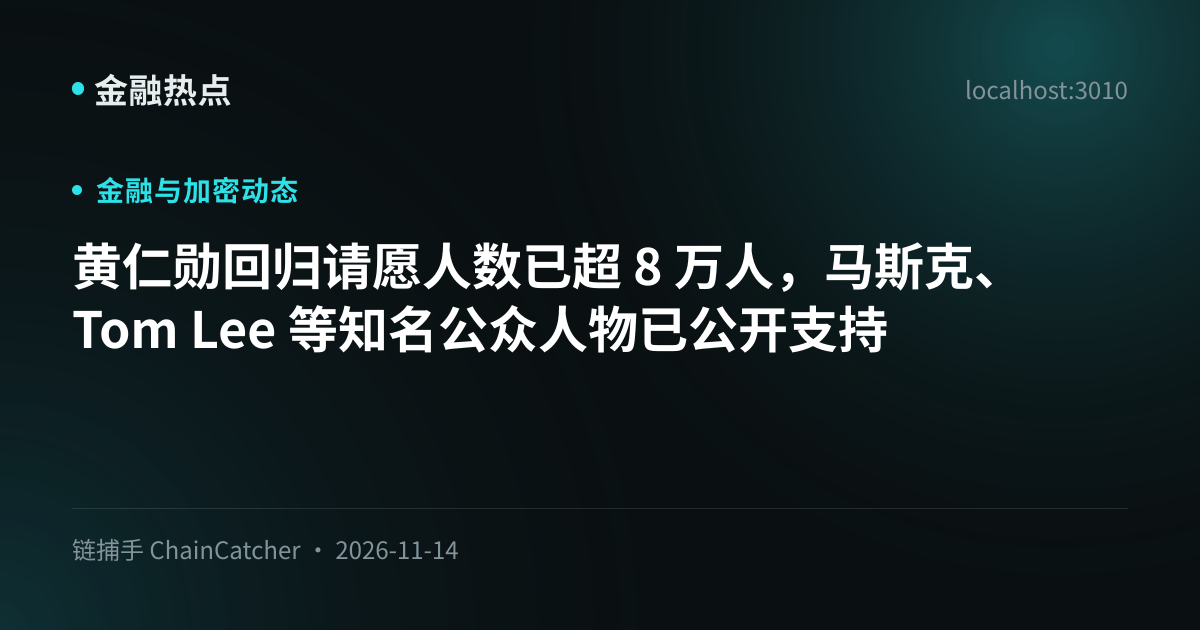 金融热点
localhost:3010
金融与加密动态
黄仁勋回归请愿人数已超 8 万人，马斯克、
Tom Lee 等知名公众人物已公开支持
链捕手 ChainCatcher · 2026-11-14